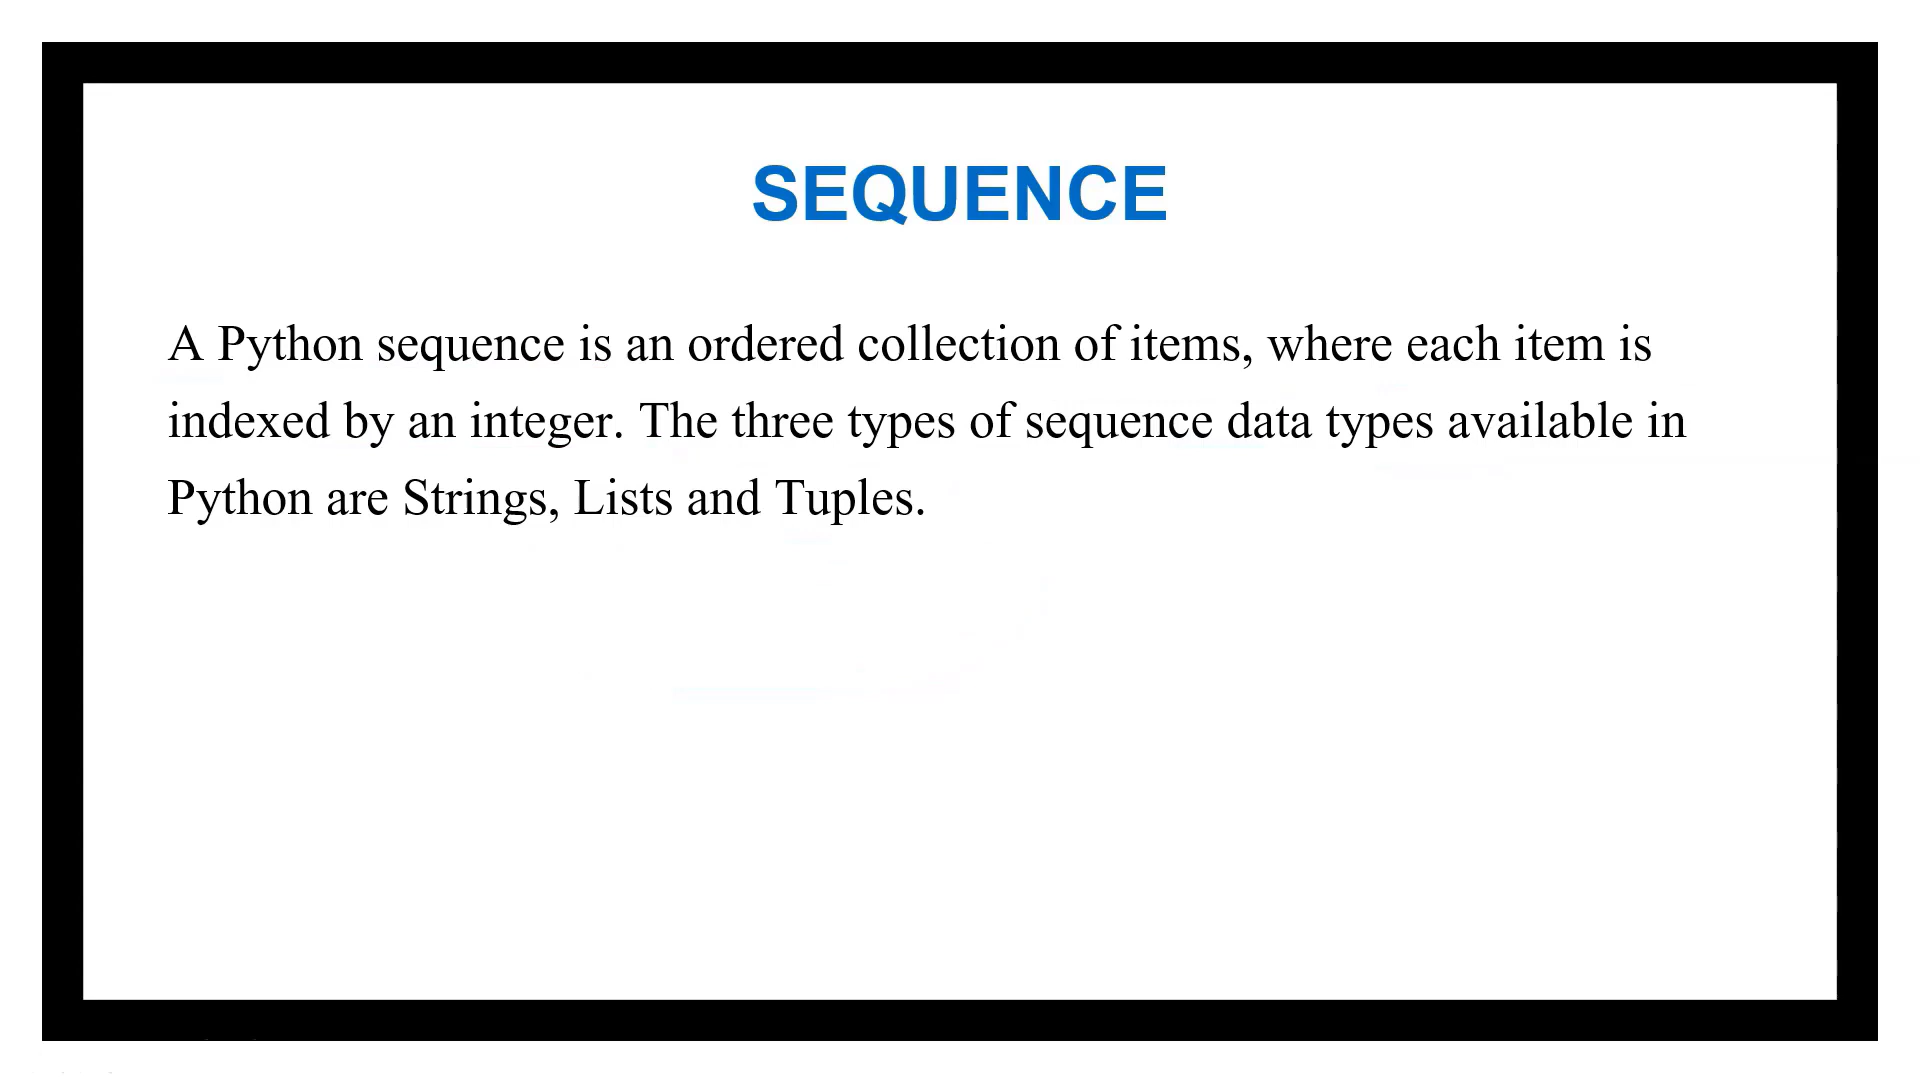 SEQUENCE
A Python sequence is an ordered collection of items, where each item is
indexed by an integer. The three types of sequence data types available in
Python are Strings, Lists and Tuples.